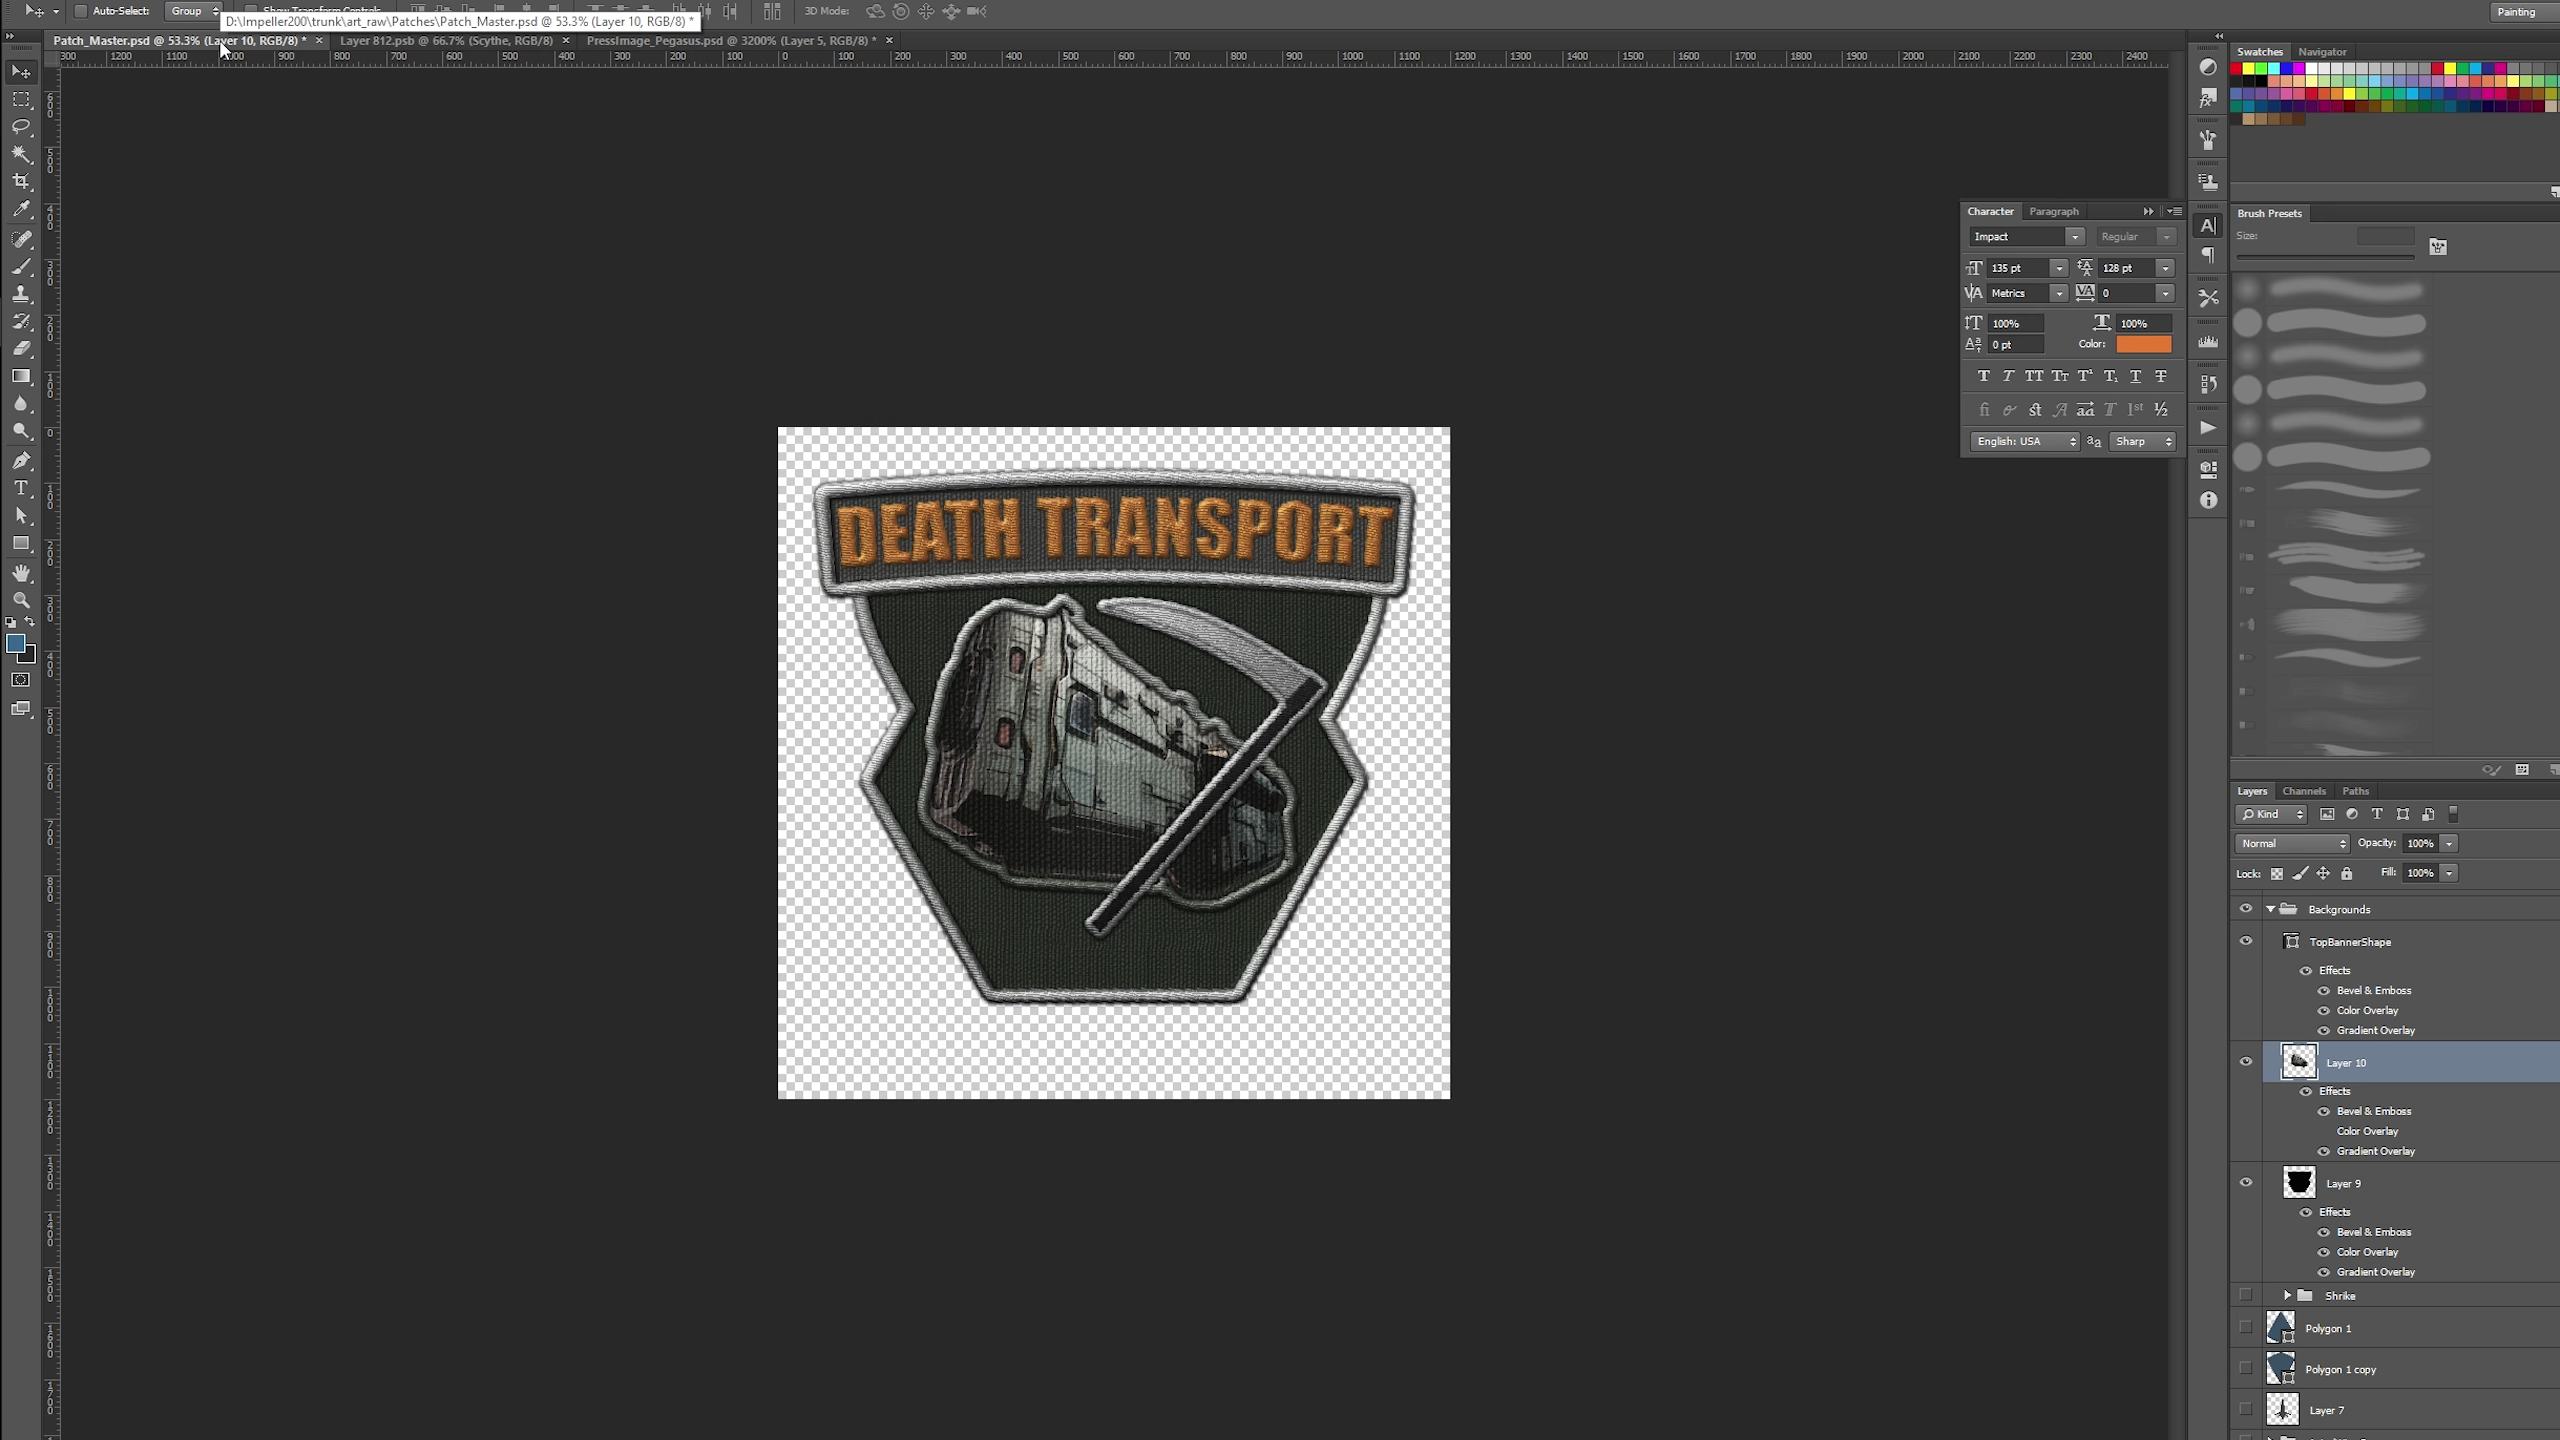 Auto-Select:
Group
D:\Impeller200\trunk\art_raw\Patches\Patch_Master.psd @ 53.3% (Layer 10, RGB/8) *
3D Mode:
Painting
Patch_Master.psd @ 53.3% (Layer 10, RGB/8) *
Layer 812.psb @ 66.7% (Scythe, RGB/8)
PressImage_Pegasus.psd @ 3200% (Layer 5, RGB/8) *
Swatches
Navigator
Brush Presets
Size:
Character
Paragraph
Impact
Regular
135 pt
128 pt
Metrics
0
100%
100%
0 pt
Color:
English: USA
Sharp
DEATH TRANSPORT
Layers
Channels
Paths
Kind
Normal
Opacity:
100%
Lock:
Fill:
100%
Backgrounds
TopBannerShape
Effects
Bevel & Emboss
Color Overlay
Gradient Overlay
Layer 10
Effects
Bevel & Emboss
Color Overlay
Gradient Overlay
Layer 9
Effects
Bevel & Emboss
Color Overlay
Gradient Overlay
Shrike
Polygon 1
Polygon 1 copy
Layer 7